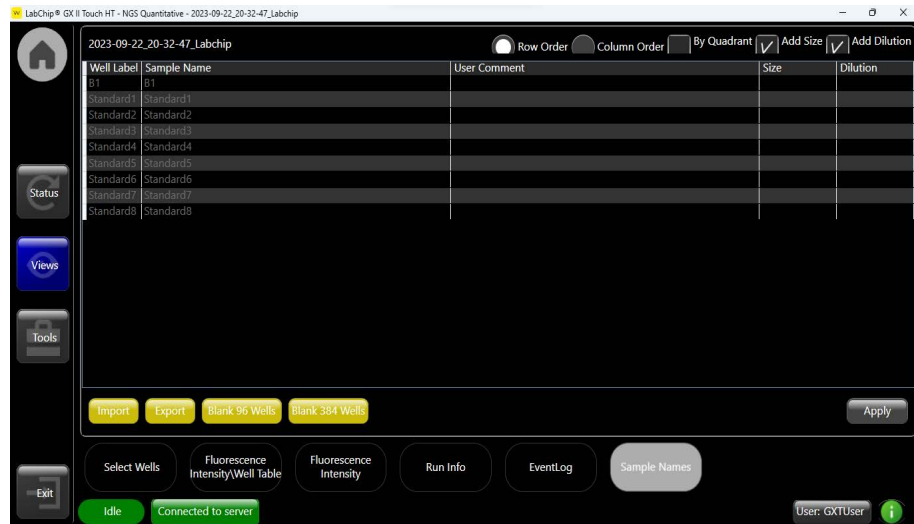 LabChip® GX II Touch HT - NGS Quantitative - 2023-09-22_20-32-47_Labchip
2023-09-22_20-32-47_Labchip
Row Order Column Order By Quadrant Add Size Add Dilution
Well Label Sample Name User Comment Size Dilution
B1 B1
Standard1 Standard1
Standard2 Standard2
Standard3 Standard3
Standard4 Standard4
Standard5 Standard5
Standard6 Standard6
Standard7 Standard7
Standard8 Standard8
Status
Views
Tools
Import Export Blank 96 Wells Blank 384 Wells Apply
Select Wells
Fluorescence
Intensity\Well Table
Fluorescence
Intensity
Run Info
EventLog
Sample Names
Exit
Idle Connected to server User: GXTUser